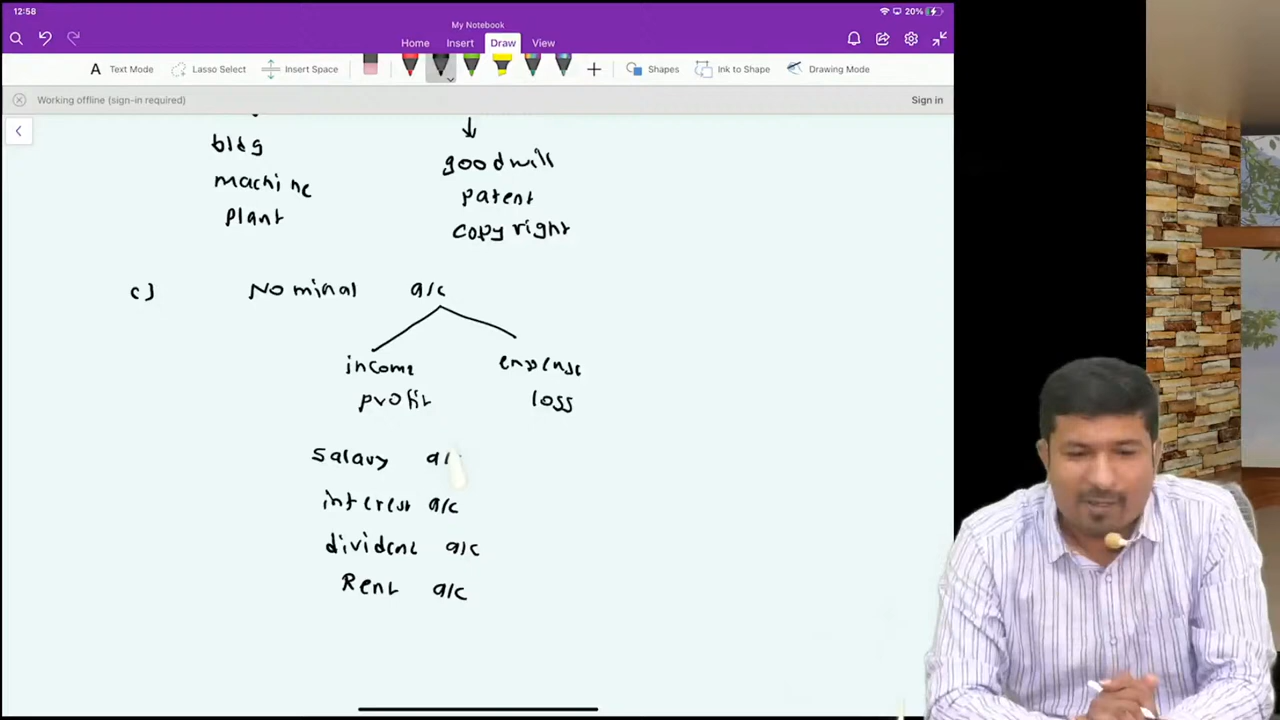 12:58
20%
My Notebook
Home Insert Draw View
Text Mode Lasso Select Insert Space Shapes Ink to Shape Drawing Mode
Working offline (sign-in required) Sign in
bldg goodwill
machine patent
plant copy right
c) Nominal a/c
income expense
profit loss
Salary a/c
interest a/c
divident a/c
Rent a/c